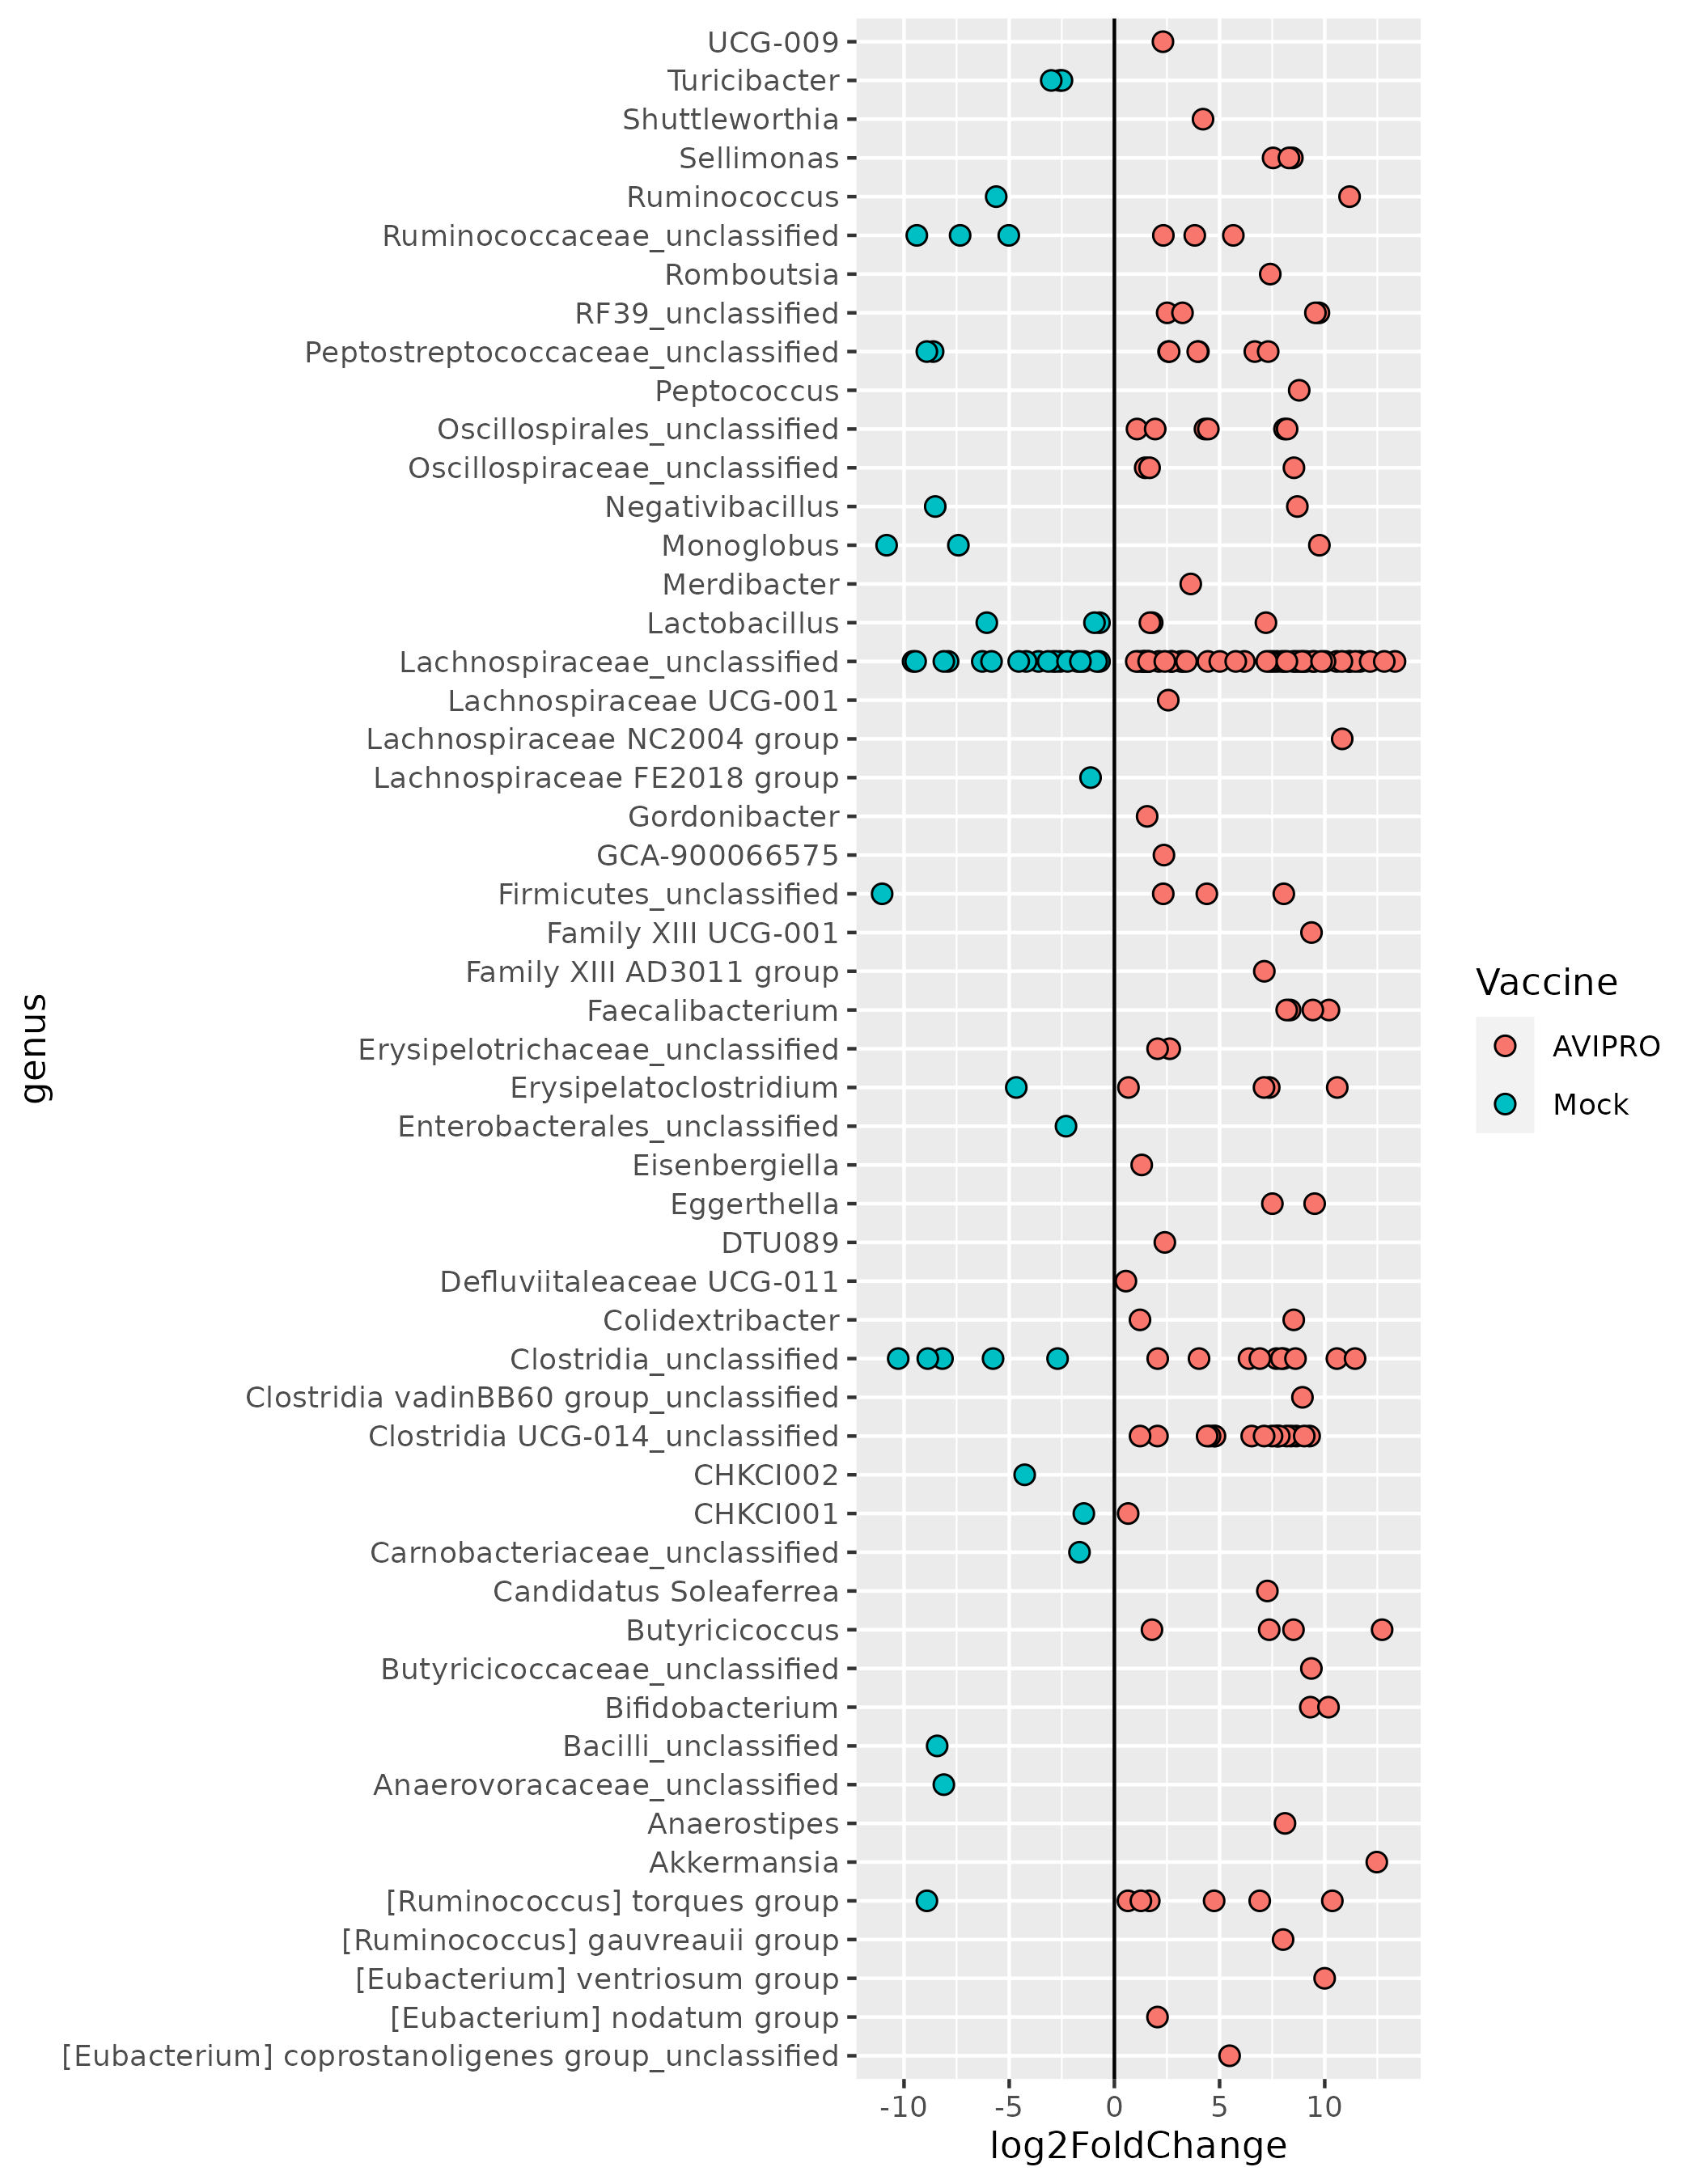 UCG-009
Turicibacter
Shuttleworthia
Sellimonas
Ruminococcus
Ruminococcaceae_unclassified
Romboutsia
RF39_unclassified
Peptostreptococcaceae_unclassified
Peptococcus
Oscillospirales_unclassified
Oscillospiraceae_unclassified
Negativibacillus
Monoglobus
Merdibacter
Lactobacillus
Lachnospiraceae_unclassified
Lachnospiraceae UCG-001
Lachnospiraceae NC2004 group
Lachnospiraceae FE2018 group
Gordonibacter
GCA-900066575
Firmicutes_unclassified
Family XIII UCG-001
Family XIII AD3011 group
Faecalibacterium
Erysipelotrichaceae_unclassified
Erysipelatoclostridium
Enterobacterales_unclassified
Eisenbergiella
Eggerthella
DTU089
Defluviitaleaceae UCG-011
Colidextribacter
Clostridia_unclassified
Clostridia vadinBB60 group_unclassified
Clostridia UCG-014_unclassified
CHKCI002
CHKCI001
Carnobacteriaceae_unclassified
Candidatus Soleaferrea
Butyricicoccus
Butyricicoccaceae_unclassified
Bifidobacterium
Bacilli_unclassified
Anaerovoracaceae_unclassified
Anaerostipes
Akkermansia
[Ruminococcus] torques group
[Ruminococcus] gauvreauii group
[Eubacterium] ventriosum group
[Eubacterium] nodatum group
[Eubacterium] coprostanoligenes group_unclassified
genus
-10 -5 0 5 10
log2FoldChange
Vaccine
AVIPRO
Mock